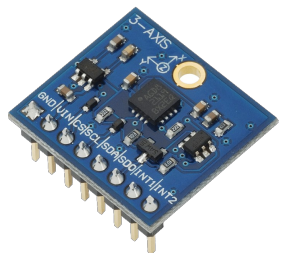 3-AXIS
X
Y Z
GND|VIN|CS|SCL|SDA|SDO|INT1|INT2